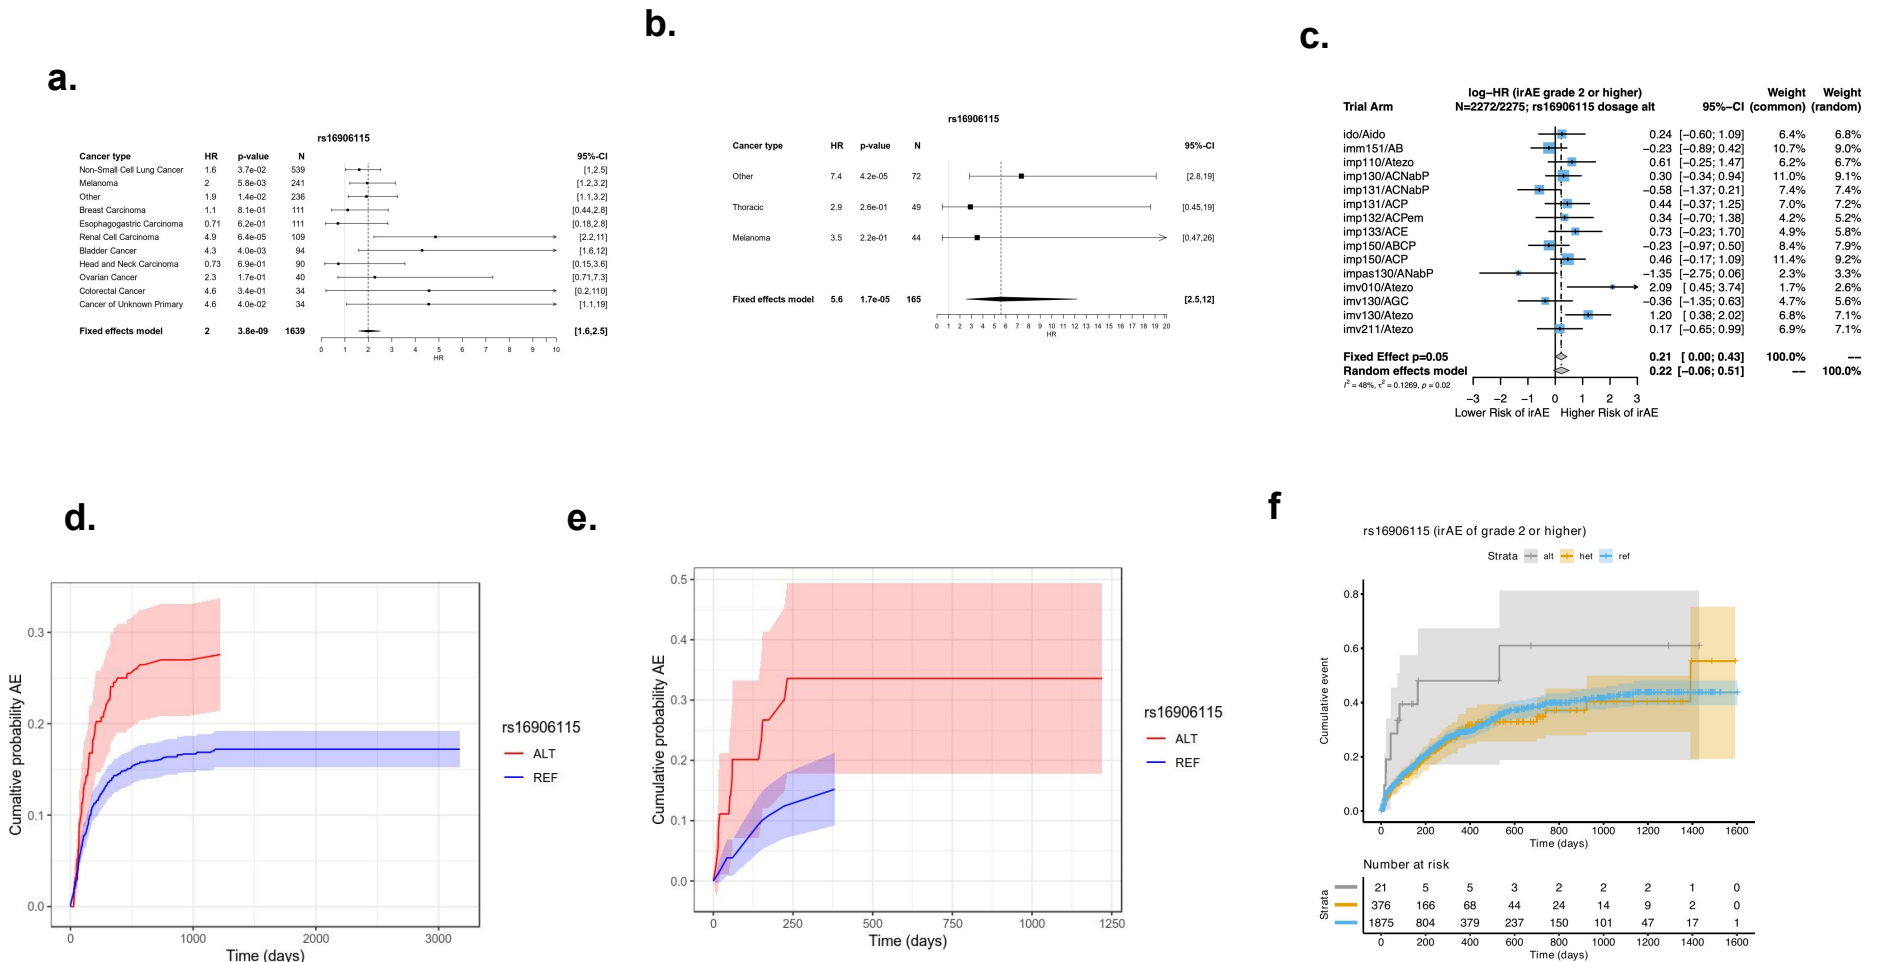 a.
rs16906115
Cancer type HR p-value N 95%-CI
Non-Small Cell Lung Cancer 1.6 3.7e-02 539 [1,2.5]
Melanoma 2 5.8e-03 241 [1.2,3.2]
Other 1.9 1.4e-02 236 [1.1,3.2]
Breast Carcinoma 1.1 8.1e-01 111 [0.44,2.8]
Esophagogastric Carcinoma 0.71 6.2e-01 111 [0.18,2.8]
Renal Cell Carcinoma 4.9 6.4e-05 109 [2.2,11]
Bladder Cancer 4.3 4.0e-03 94 [1.6,12]
Head and Neck Carcinoma 0.73 6.9e-01 90 [0.15,3.6]
Ovarian Cancer 2.3 1.7e-01 40 [0.71,7.3]
Colorectal Cancer 4.6 3.4e-01 34 [0.2,110]
Cancer of Unknown Primary 4.6 4.0e-02 34 [1.1,19]
Fixed effects model 2 3.8e-09 1639 [1.6,2.5]
0 1 2 3 4 5 6 7 8 9 10
HR
b.
rs16906115
Cancer type HR p-value N 95%-CI
Other 7.4 4.2e-05 72 [2.8,19]
Thoracic 2.9 2.6e-01 49 [0.45,19]
Melanoma 3.5 2.2e-01 44 [0.47,26]
Fixed effects model 5.6 1.7e-05 165 [2.5,12]
0 1 2 3 4 5 6 7 8 9 10 11 12 13 14 15 16 17 18 19 20
HR
c.
log−HR (irAE grade 2 or higher) Weight Weight
Trial Arm N=2272/2275; rs16906115 dosage alt 95%−CI (common) (random)
ido/Aido 0.24 [−0.60; 1.09] 6.4% 6.8%
imm151/AB −0.23 [−0.89; 0.42] 10.7% 9.0%
imp110/Atezo 0.61 [−0.25; 1.47] 6.2% 6.7%
imp130/ACNabP 0.30 [−0.34; 0.94] 11.0% 9.1%
imp131/ACNabP −0.58 [−1.37; 0.21] 7.4% 7.4%
imp131/ACP 0.44 [−0.37; 1.25] 7.0% 7.2%
imp132/ACPem 0.34 [−0.70; 1.38] 4.2% 5.2%
imp133/ACE 0.73 [−0.23; 1.70] 4.9% 5.8%
imp150/ABCP −0.23 [−0.97; 0.50] 8.4% 7.9%
imp150/ACP 0.46 [−0.17; 1.09] 11.4% 9.2%
impas130/ANabP −1.35 [−2.75; 0.06] 2.3% 3.3%
imv010/Atezo 2.09 [ 0.45; 3.74] 1.7% 2.6%
imv130/AGC −0.36 [−1.35; 0.63] 4.7% 5.6%
imv130/Atezo 1.20 [ 0.38; 2.02] 6.8% 7.1%
imv211/Atezo 0.17 [−0.65; 0.99] 6.9% 7.1%
Fixed Effect p=0.05 0.21 [ 0.00; 0.43] 100.0% −−
Random effects model 0.22 [−0.06; 0.51] −− 100.0%
I² = 48%, τ² = 0.1269, p = 0.02
−3 −2 −1 0 1 2 3
Lower Risk of irAE Higher Risk of irAE
d.
Cumaltive probability AE
0.3
0.2
0.1
0.0
0 1000 2000 3000
Time (days)
rs16906115
ALT
REF
e.
Cumulative probability AE
0.5
0.4
0.3
0.2
0.1
0.0
0 250 500 750 1000 1250
Time (days)
rs16906115
ALT
REF
f
rs16906115 (irAE of grade 2 or higher)
Strata alt het ref
Cumulative event
0.8
0.6
0.4
0.2
0.0
0 200 400 600 800 1000 1200 1400 1600
Time (days)
Number at risk
Strata
21 5 5 3 2 2 2 1 0
376 166 68 44 24 14 9 2 0
1875 804 379 237 150 101 47 17 1
0 200 400 600 800 1000 1200 1400 1600
Time (days)